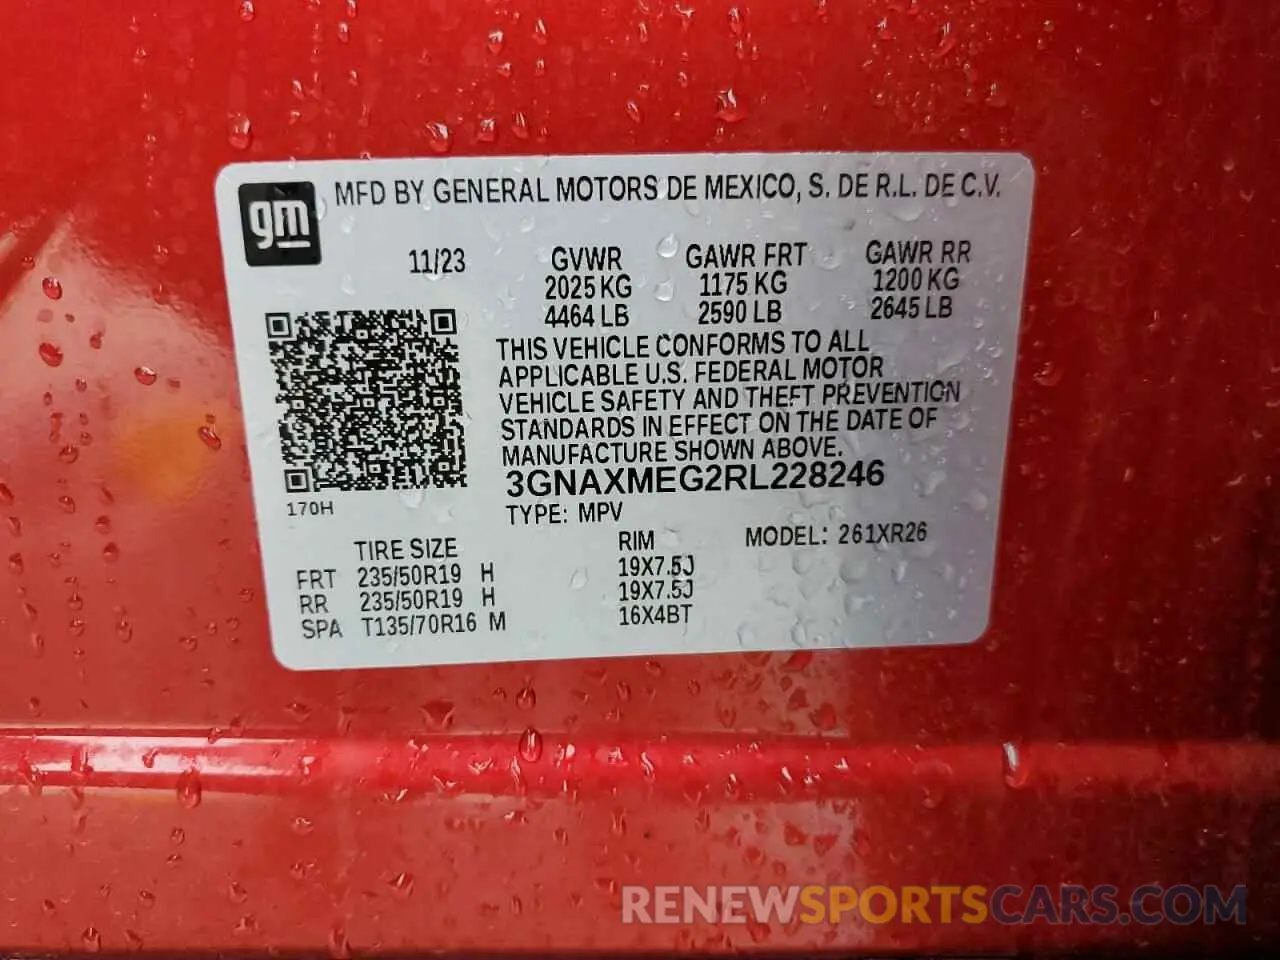 gm
MFD BY GENERAL MOTORS DE MEXICO, S. DE R.L. DE C.V.
11/23 GVWR GAWR FRT GAWR RR
2025 KG 1175 KG 1200 KG
4464 LB 2590 LB 2645 LB
THIS VEHICLE CONFORMS TO ALL
APPLICABLE U.S. FEDERAL MOTOR
VEHICLE SAFETY AND THEFT PREVENTION
STANDARDS IN EFFECT ON THE DATE OF
MANUFACTURE SHOWN ABOVE.
3GNAXMEG2RL228246
170H
TYPE: MPV
TIRE SIZE RIM MODEL: 261XR26
FRT 235/50R19 H 19X7.5J
RR 235/50R19 H 19X7.5J
SPA T135/70R16 M 16X4BT
RENEWSPORTSCARS.COM